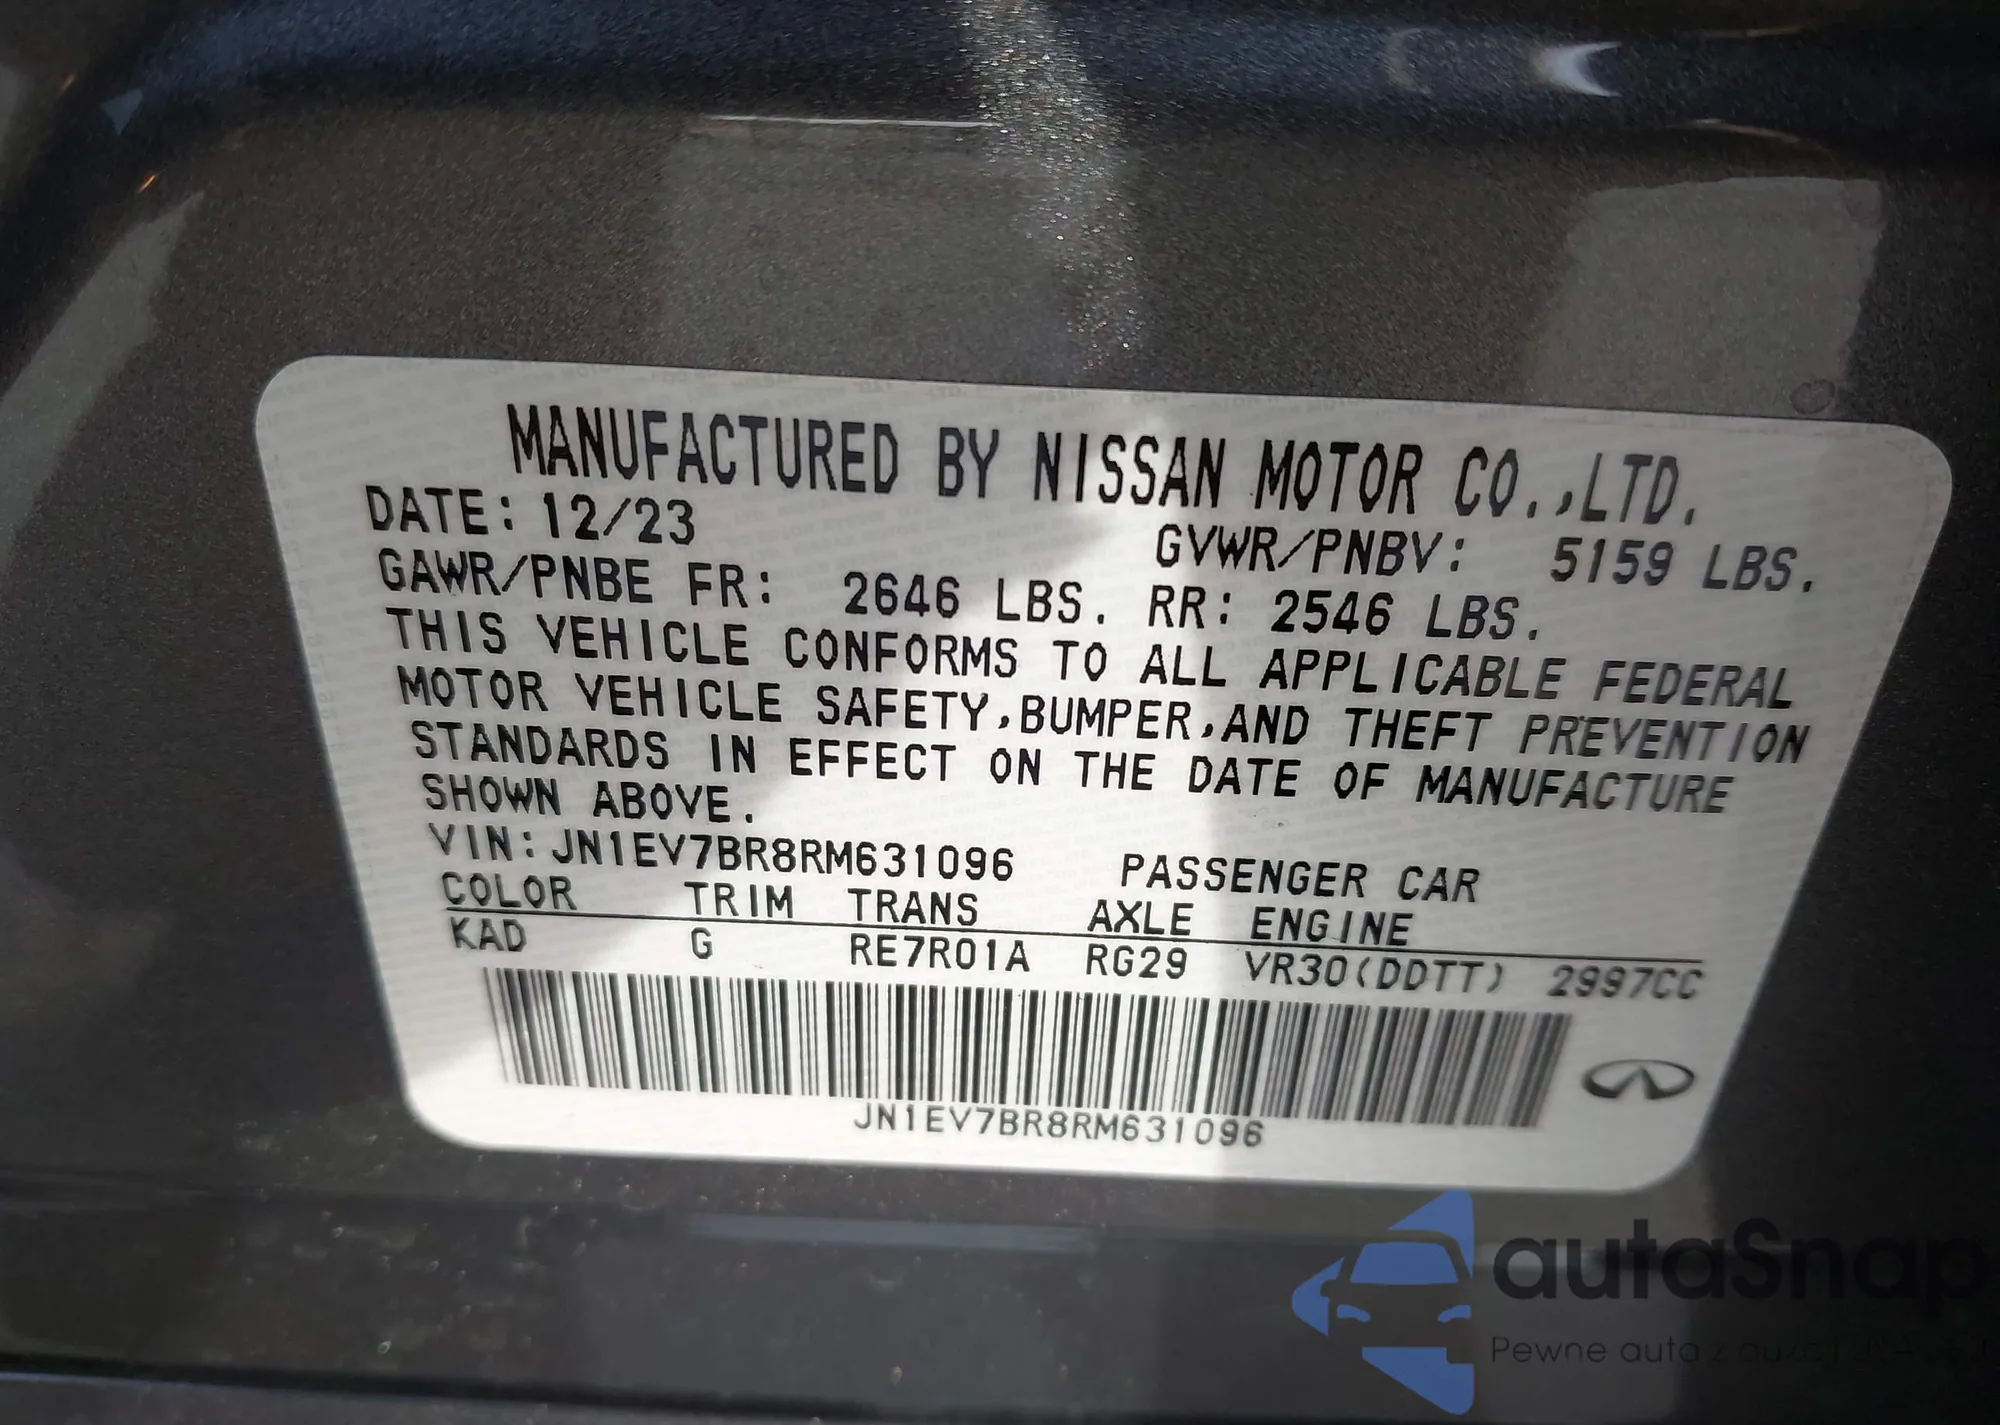 MANUFACTURED BY NISSAN MOTOR CO.,LTD.
DATE: 12/23 GVWR/PNBV: 5159 LBS.
GAWR/PNBE FR: 2646 LBS. RR: 2546 LBS.
THIS VEHICLE CONFORMS TO ALL APPLICABLE FEDERAL
MOTOR VEHICLE SAFETY,BUMPER,AND THEFT PREVENTION
STANDARDS IN EFFECT ON THE DATE OF MANUFACTURE
SHOWN ABOVE.
VIN: JN1EV7BR8RM631096 PASSENGER CAR
COLOR TRIM TRANS AXLE ENGINE
KAD G RE7R01A RG29 VR30(DDTT) 2997CC
JN1EV7BR8RM631096
autaSnap
Pewne auta z